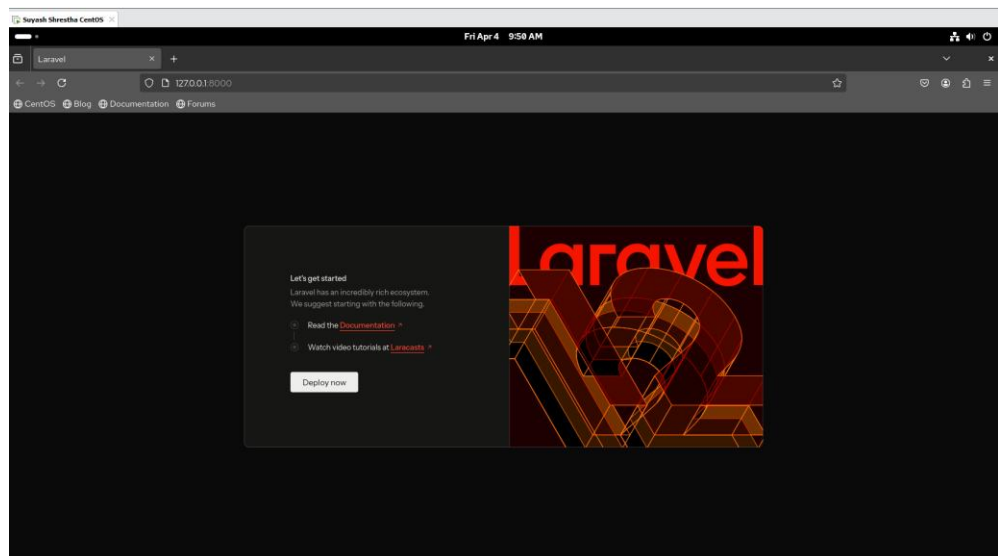 Suyash Shrestha CentOS
Fri Apr 4 9:50 AM
Laravel
127.0.0.1:8000
CentOS Blog Documentation Forums
Let's get started
Laravel has an incredibly rich ecosystem.
We suggest starting with the following.
Read the Documentation
Watch video tutorials at Laracasts
Deploy now
Laravel